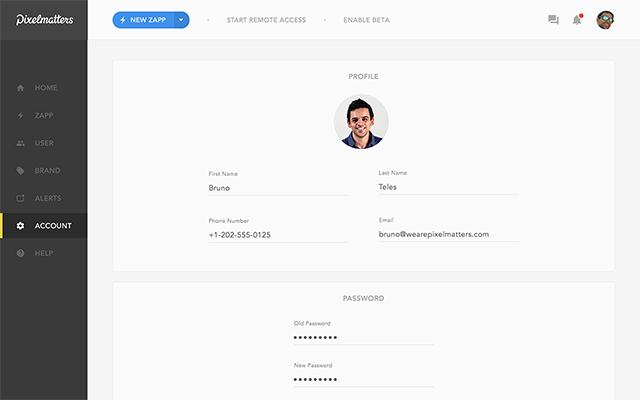 Pixelmatters
NEW ZAPP
START REMOTE ACCESS
ENABLE BETA
HOME
ZAPP
USER
BRAND
ALERTS
ACCOUNT
HELP
PROFILE
First Name
Bruno
Last Name
Teles
Phone Number
+1-202-555-0125
Email
bruno@wearepixelmatters.com
PASSWORD
Old Password
•••••••••
New Password
•••••••••